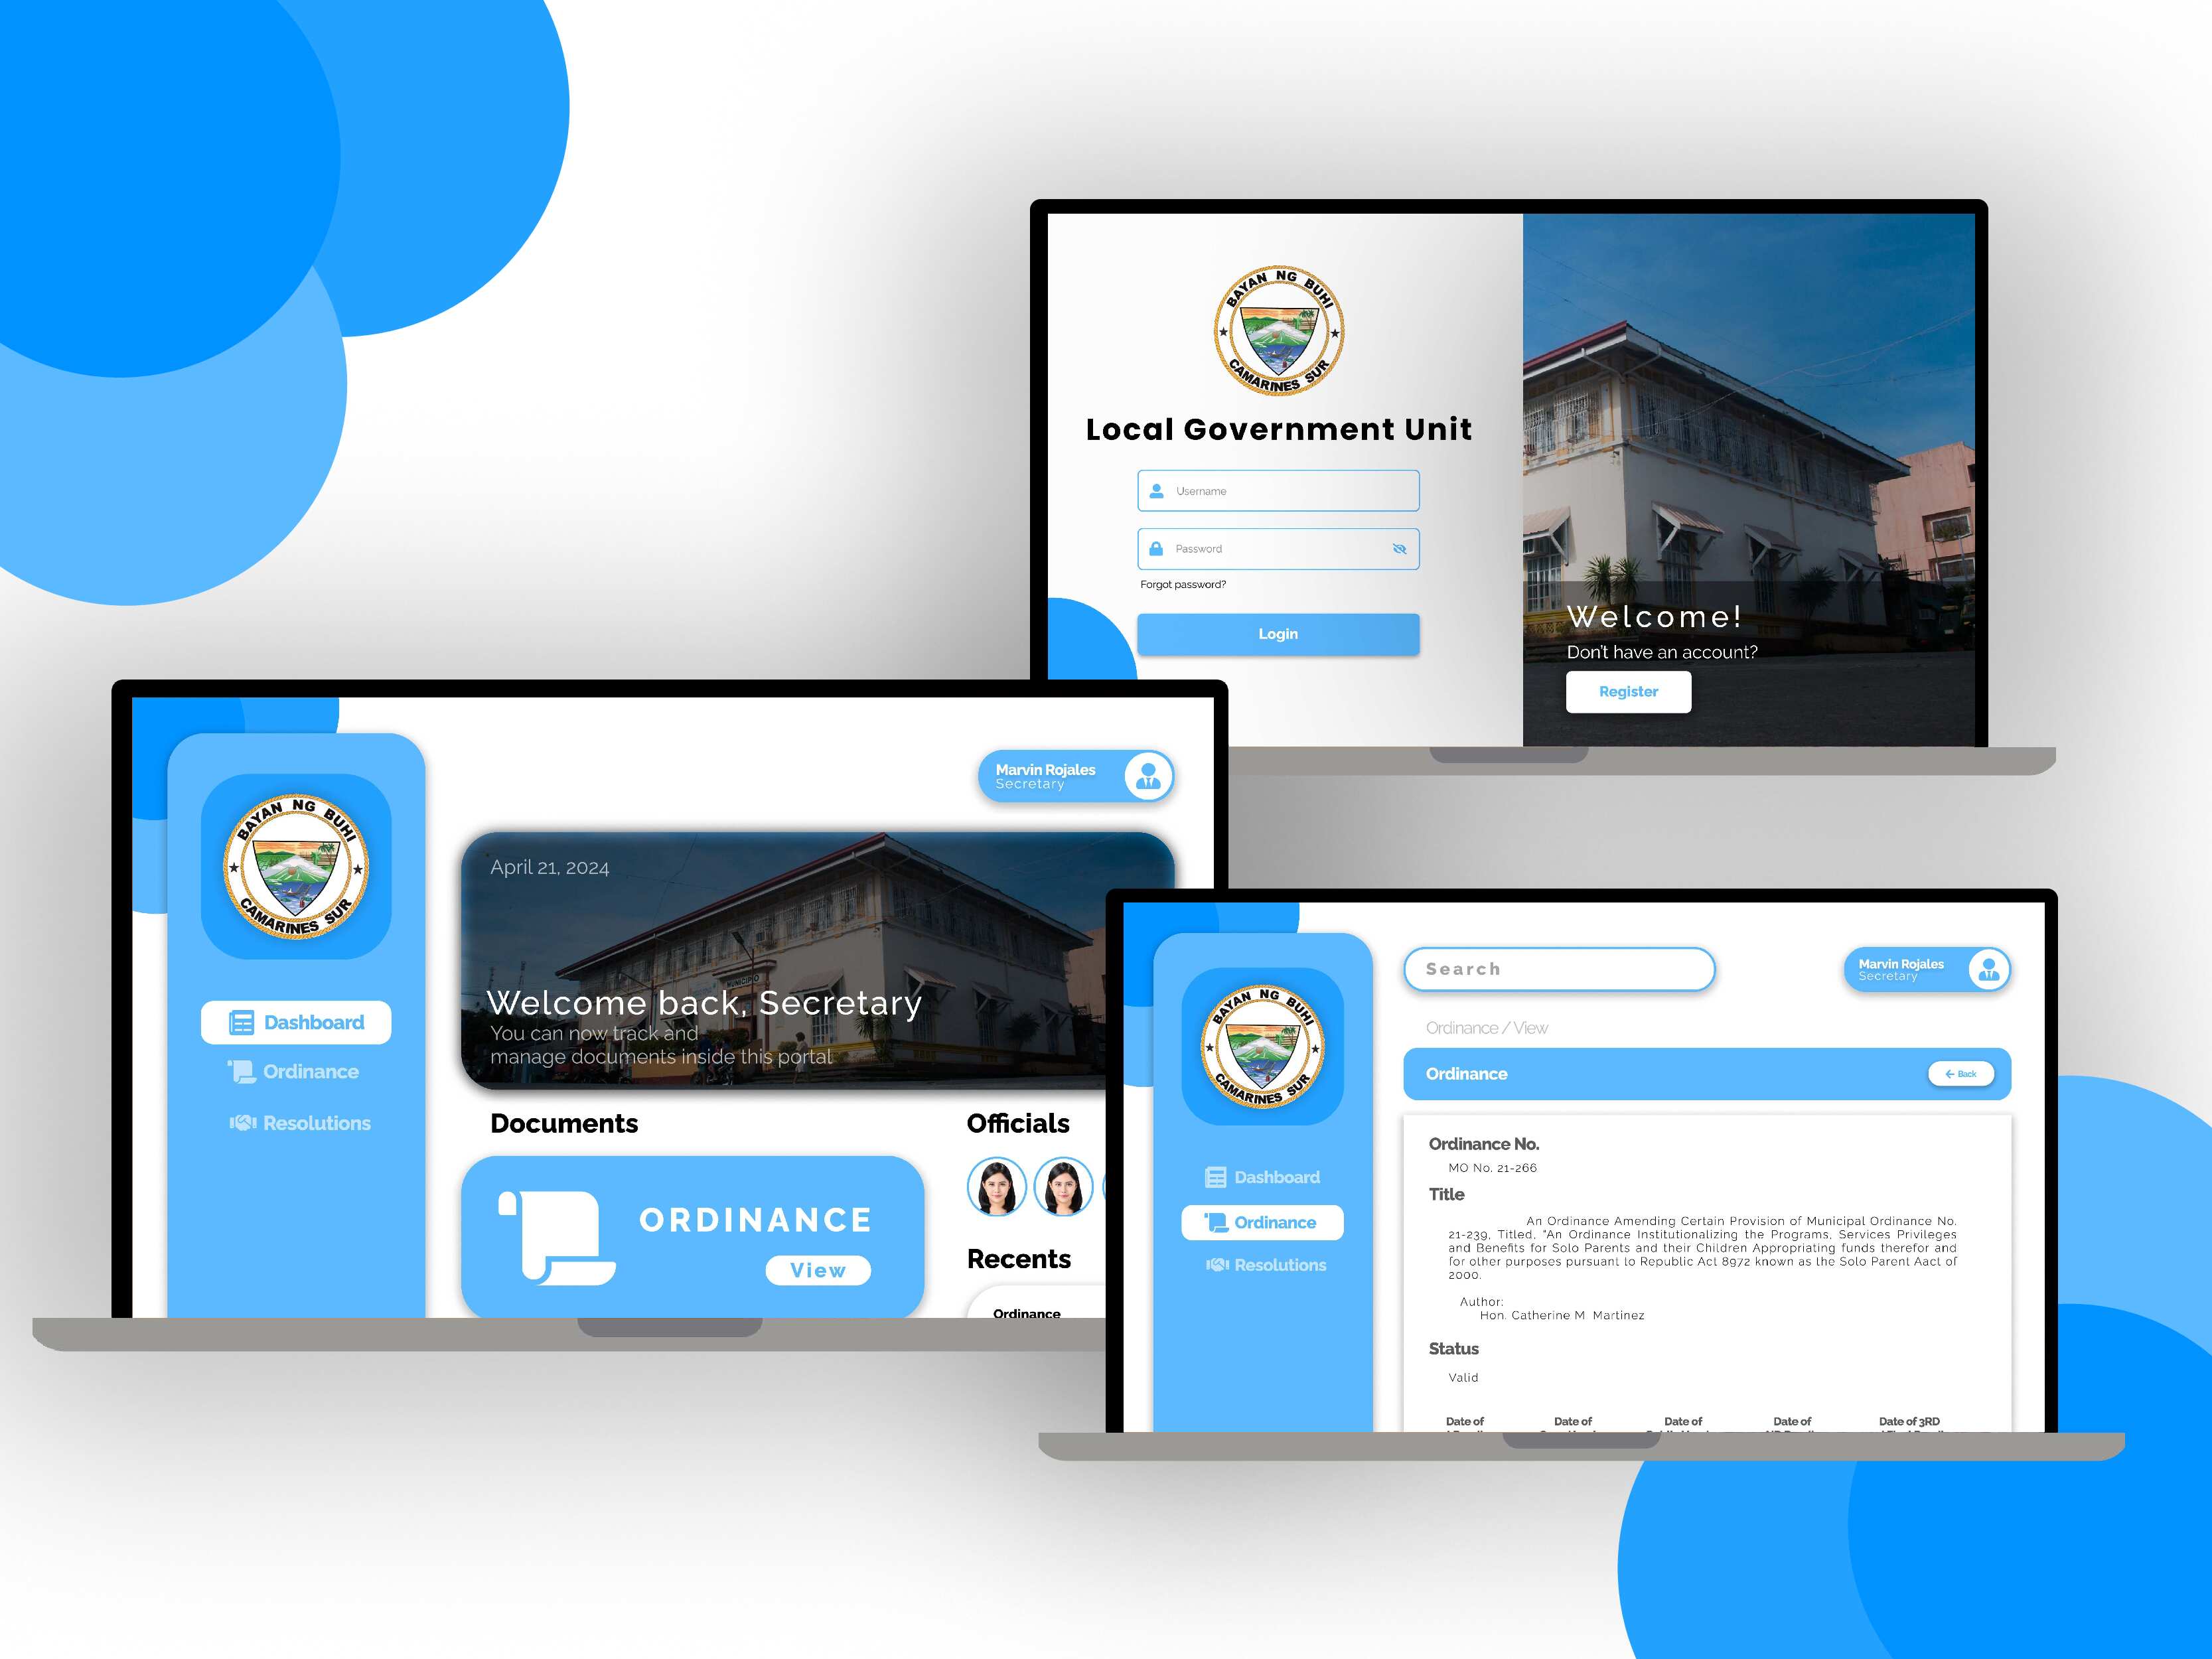 BAYAN NG BUHI
CAMARINES SUR
Local Government Unit
Username
Password
Forgot password?
Login
Welcome!
Don't have an account?
Register
BAYAN NG BUHI
CAMARINES SUR
Dashboard
Ordinance
Resolutions
Marvin Rojales
Secretary
April 21, 2024
MUNICIPIO
Welcome back, Secretary
You can now track and
manage documents inside this portal
Documents
ORDINANCE
View
Officials
Recents
Ordinance
BAYAN NG BUHI
CAMARINES SUR
Dashboard
Ordinance
Resolutions
Search
Marvin Rojales
Secretary
Ordinance / View
Ordinance
Back
Ordinance No.
MO No. 21-266
Title
An Ordinance Amending Certain Provision of Municipal Ordinance No.
21-239, Titled, "An Ordinance Institutionalizing the Programs, Services Privileges
and Benefits for Solo Parents and their Children Appropriating funds therefor and
for other purposes pursuant to Republic Act 8972 known as the Solo Parent Aact of
2000.
Author:
Hon. Catherine M Martinez
Status
Valid
Date of Date of Date of Date of Date of 3RD